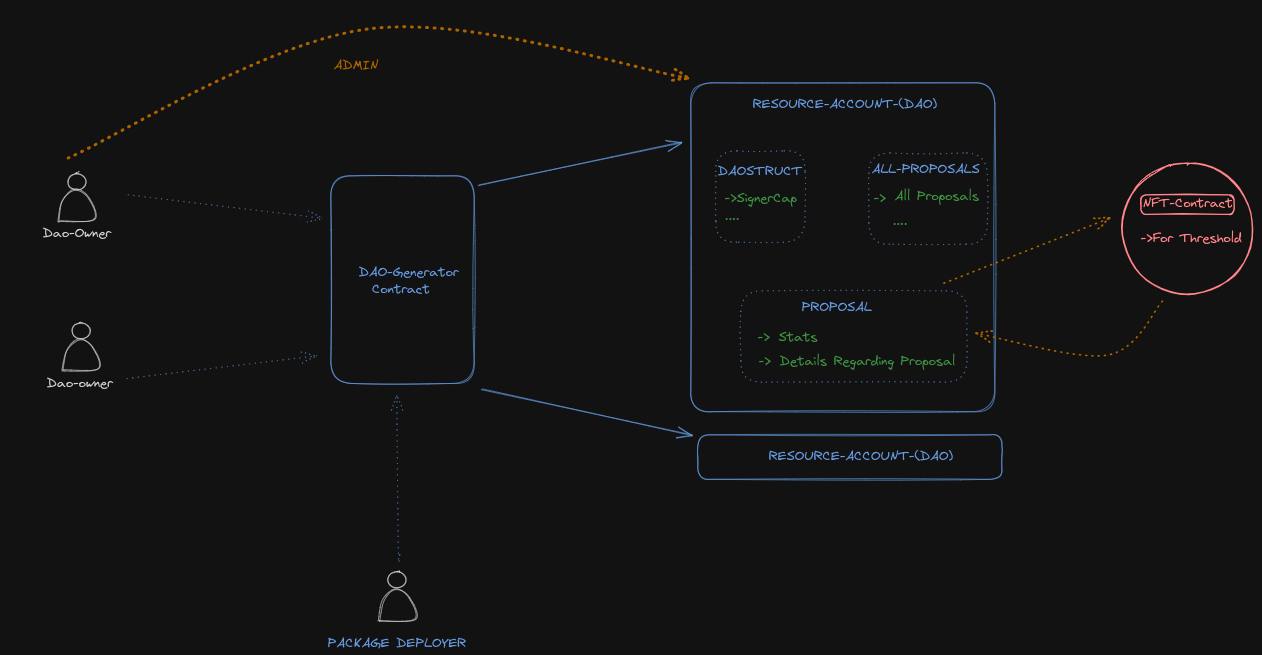 ADMIN
RESOURCE-ACCOUNT-(DAO)
DAOSTRUCT
->SignerCap
....
ALL-PROPOSALS
-> All Proposals
....
NFT-Contract
->For Threshold
Dao-Owner
DAO-Generator
Contract
PROPOSAL
-> Stats
-> Details Regarding Proposal
Dao-owner
RESOURCE-ACCOUNT-(DAO)
PACKAGE DEPLOYER